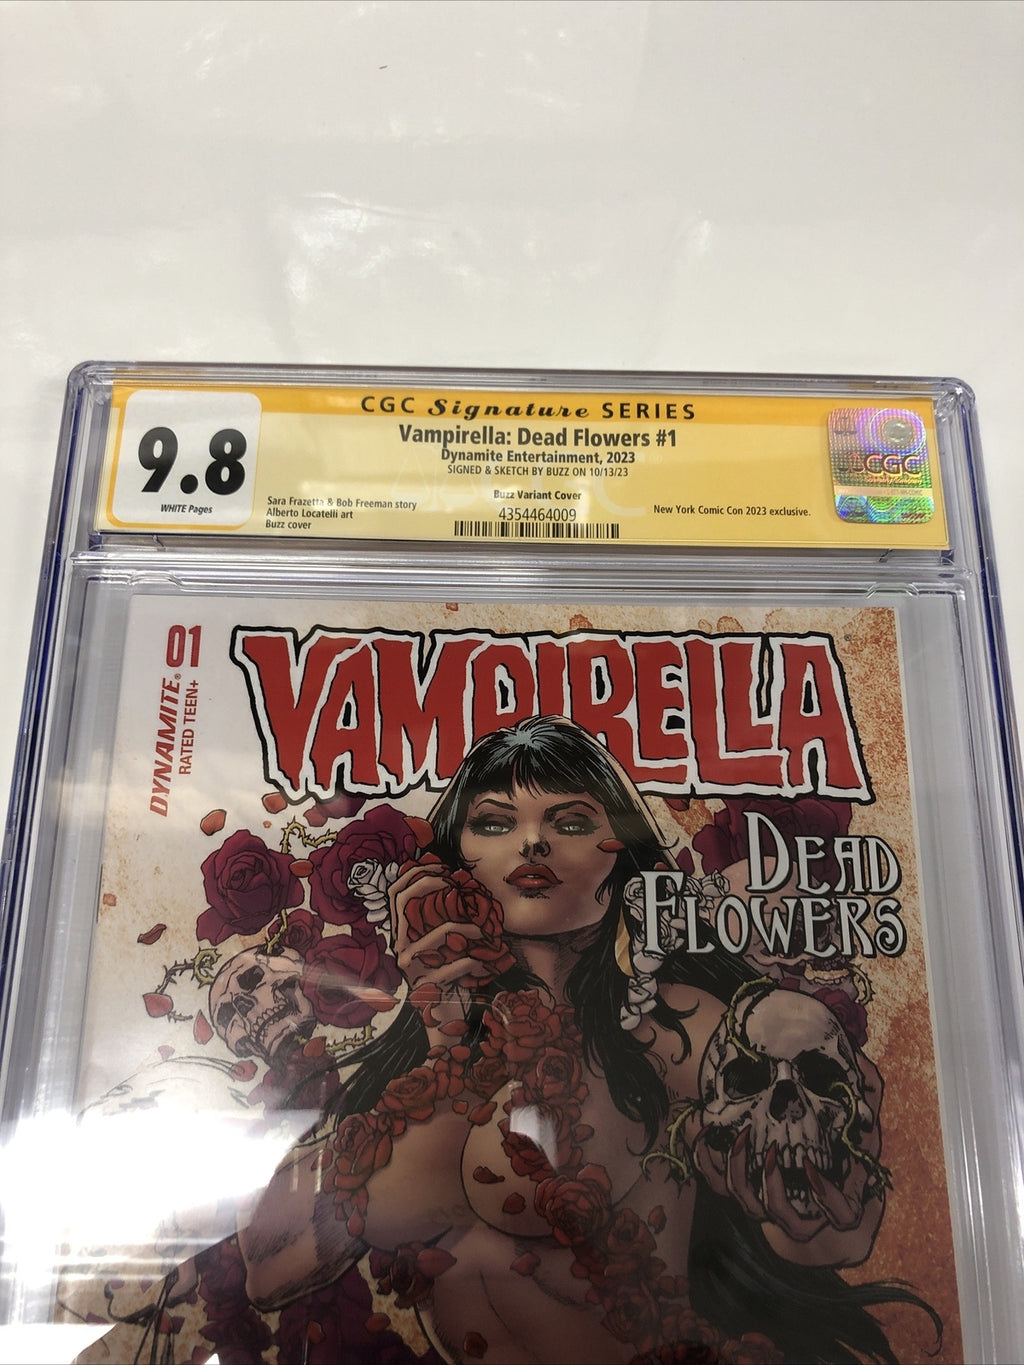 CGC Signature SERIES
Vampirella: Dead Flowers #1
Dynamite Entertainment, 2023
SIGNED & SKETCH BY BUZZ ON 10/13/23
9.8
WHITE Pages
Sara Frazetta & Bob Freeman story
Alberto Locatelli art
Buzz cover
Buzz Variant Cover
4354464009
New York Comic Con 2023 exclusive.
CGC
DYNAMITE®
RATED TEEN+
01
VAMPIRELLA®
DEAD
FLOWERS